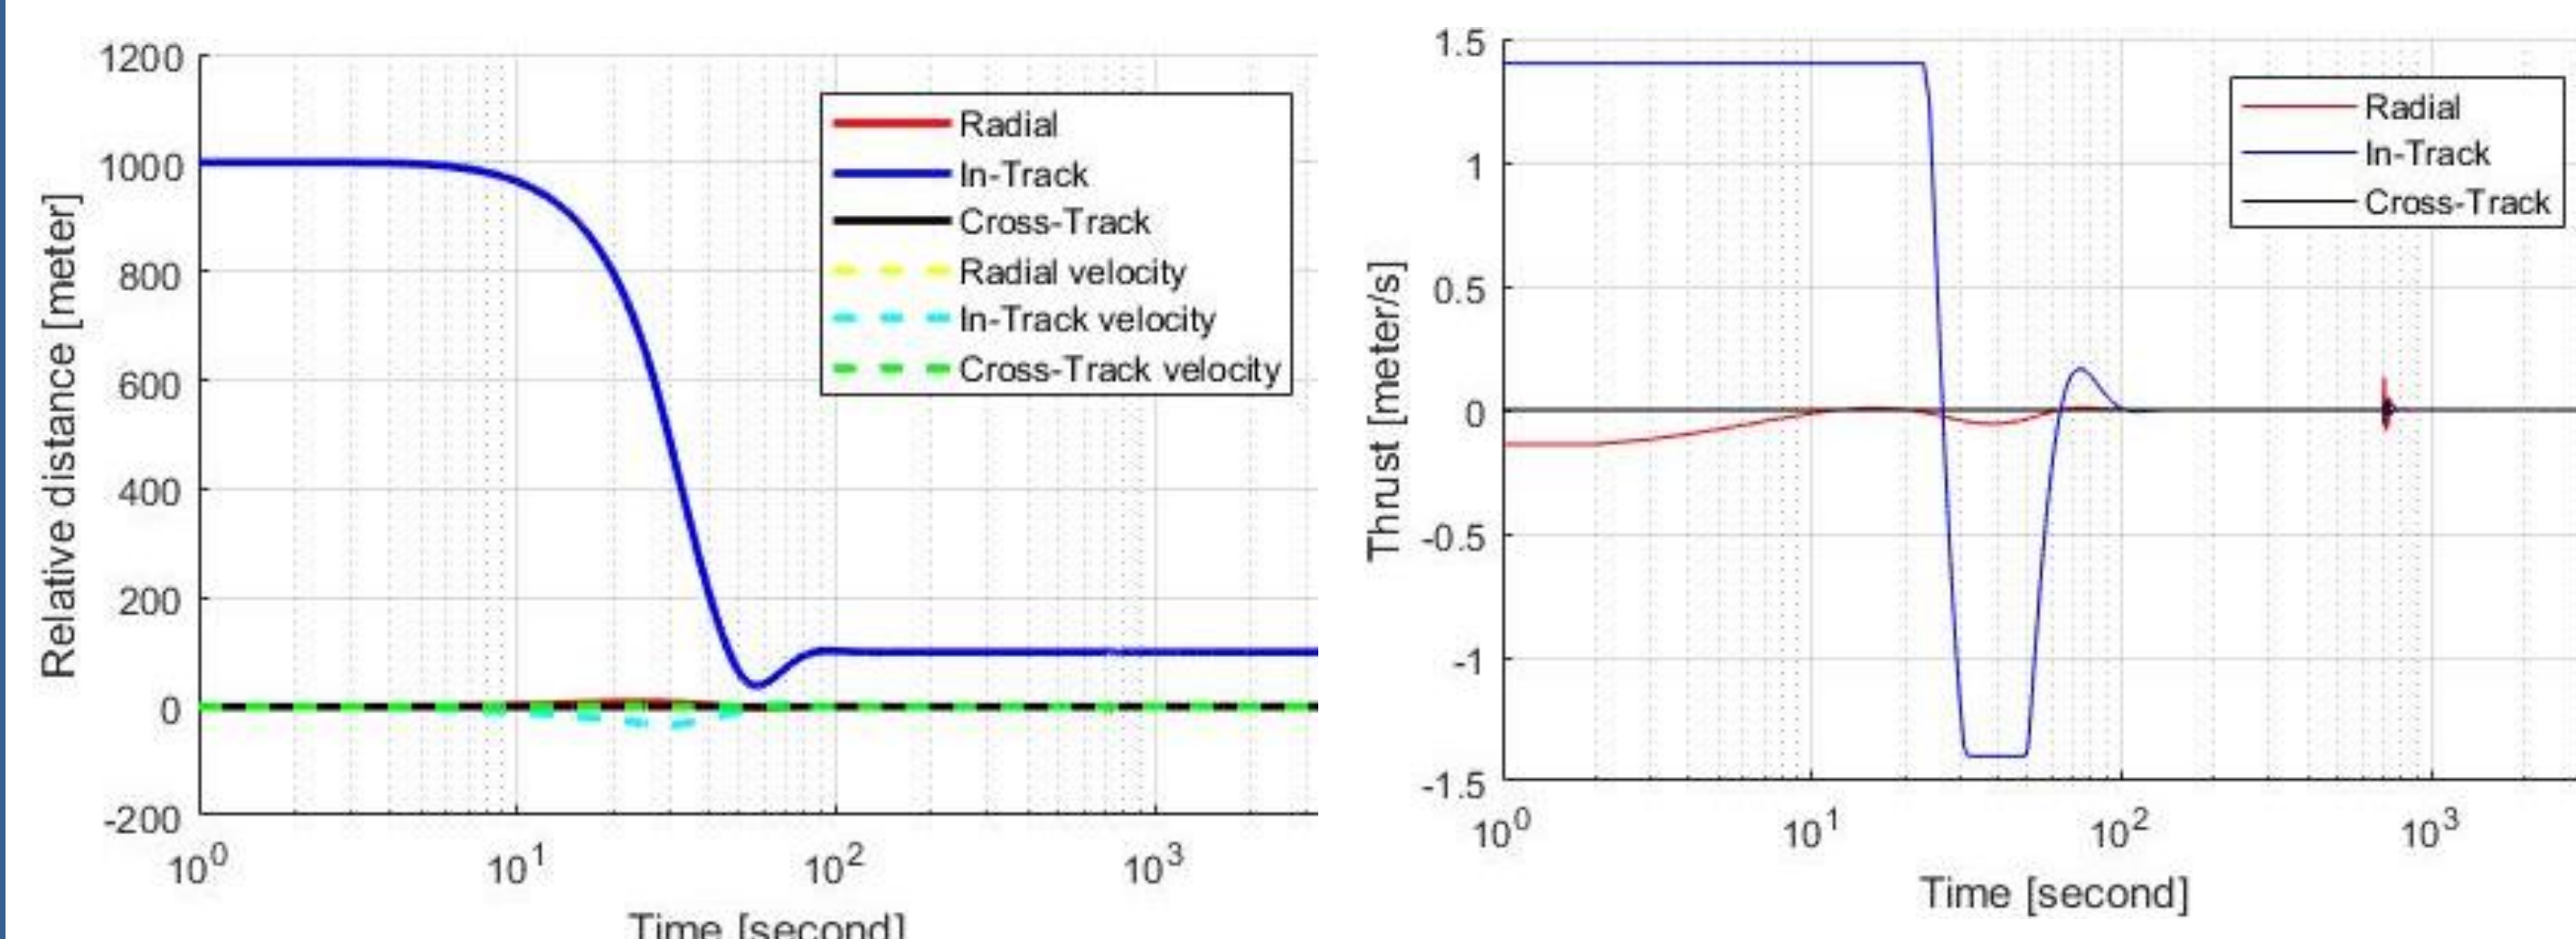 1200
1000
800
600
400
200
0
-200
Relative distance [meter]
Radial
In-Track
Cross-Track
Radial velocity
In-Track velocity
Cross-Track velocity
10^0 10^1 10^2 10^3
Time [second]
1.5
1
0.5
0
-0.5
-1
-1.5
Thrust [meter/s]
Radial
In-Track
Cross-Track
10^0 10^1 10^2 10^3
Time [second]